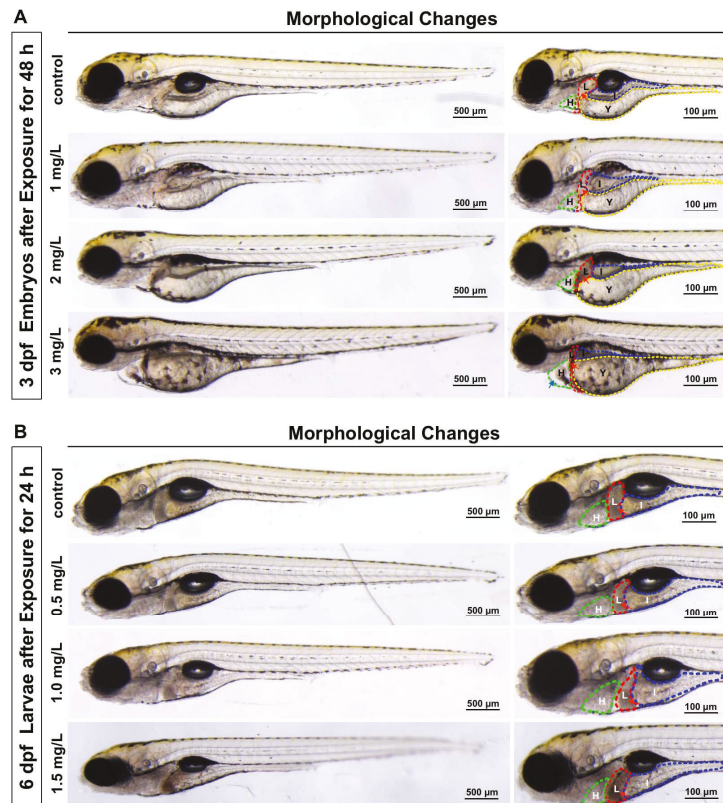 A
Morphological Changes
3 dpf Embryos after Exposure for 48 h
control
500 µm
H
L
I
Y
100 µm
1 mg/L
500 µm
H
L
I
Y
100 µm
2 mg/L
500 µm
H
L
I
Y
100 µm
3 mg/L
500 µm
H
Y
100 µm
B
Morphological Changes
6 dpf Larvae after Exposure for 24 h
control
500 µm
H
L
I
100 µm
0.5 mg/L
500 µm
H
L
I
100 µm
1.0 mg/L
500 µm
H
L
I
100 µm
1.5 mg/L
500 µm
H
L
I
100 µm